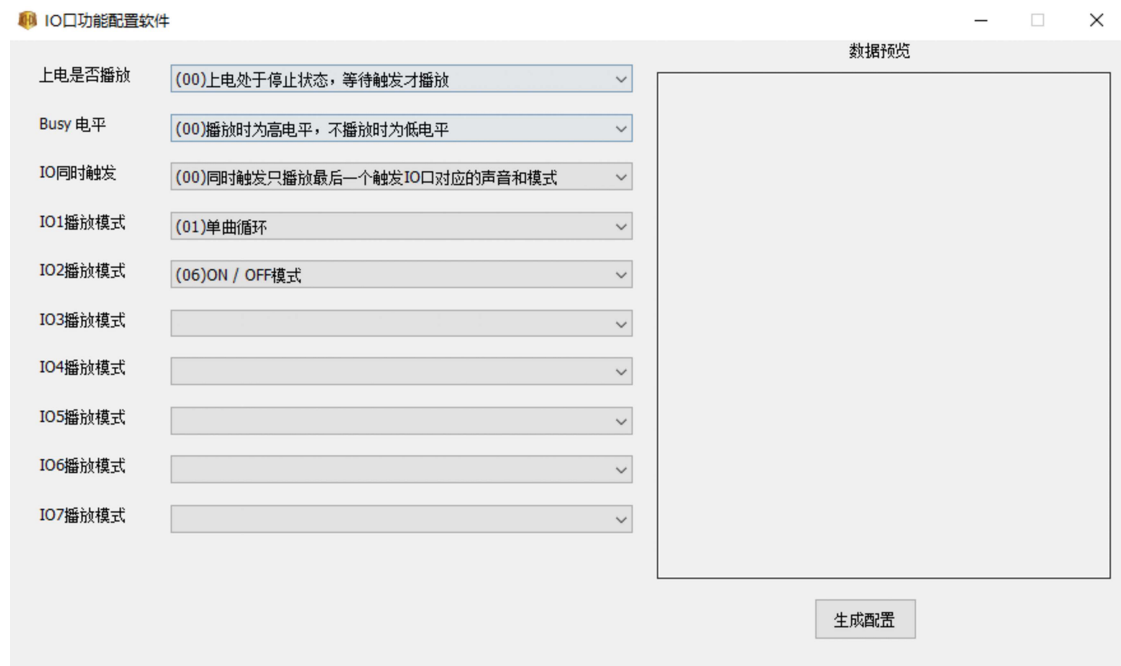 IO口功能配置软件
数据预览
上电是否播放 (00)上电处于停止状态，等待触发才播放
Busy 电平 (00)播放时为高电平，不播放时为低电平
IO同时触发 (00)同时触发只播放最后一个触发IO口对应的声音和模式
IO1播放模式 (01)单曲循环
IO2播放模式 (06)ON / OFF模式
IO3播放模式
IO4播放模式
IO5播放模式
IO6播放模式
IO7播放模式
生成配置